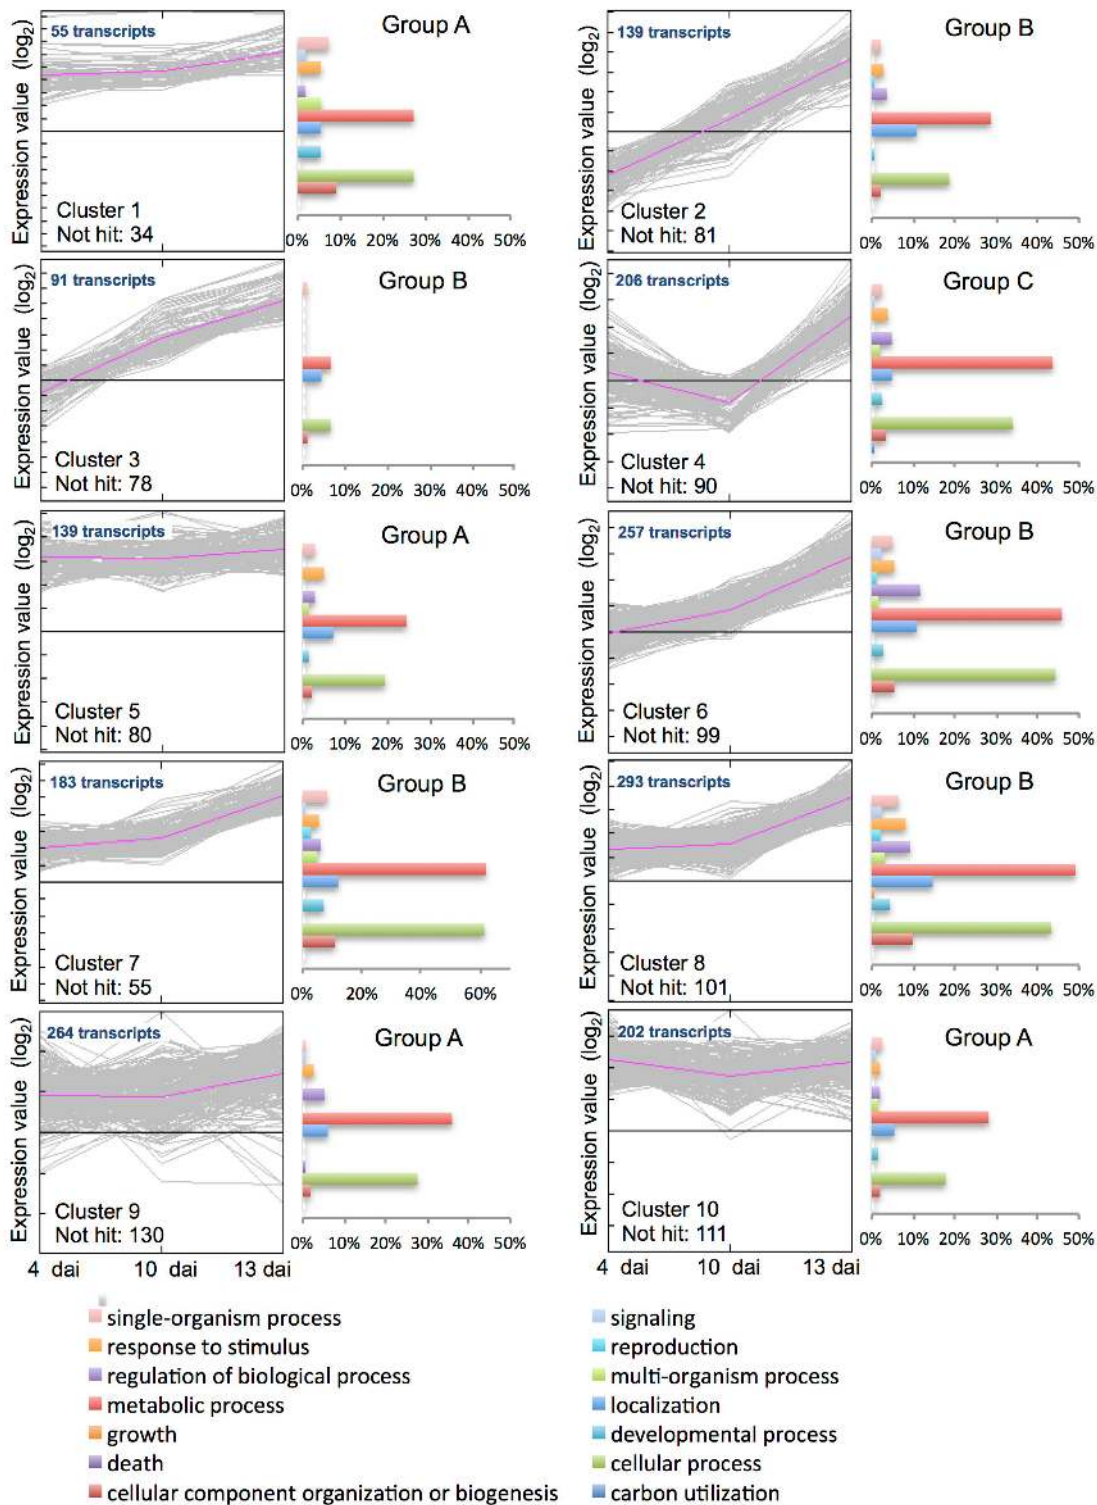 55 transcripts
Group A
Expression value (log2)
Cluster 1
Not hit: 34
0% 10% 20% 30% 40% 50%
139 transcripts
Group B
Expression value (log2)
Cluster 2
Not hit: 81
0% 10% 20% 30% 40% 50%
91 transcripts
Group B
Expression value (log2)
Cluster 3
Not hit: 78
0% 10% 20% 30% 40% 50%
206 transcripts
Group C
Expression value (log2)
Cluster 4
Not hit: 90
0% 10% 20% 30% 40% 50%
139 transcripts
Group A
Expression value (log2)
Cluster 5
Not hit: 80
0% 10% 20% 30% 40% 50%
257 transcripts
Group B
Expression value (log2)
Cluster 6
Not hit: 99
0% 10% 20% 30% 40% 50%
183 transcripts
Group B
Expression value (log2)
Cluster 7
Not hit: 55
0% 20% 40% 60%
293 transcripts
Group B
Expression value (log2)
Cluster 8
Not hit: 101
0% 10% 20% 30% 40% 50%
264 transcripts
Group A
Expression value (log2)
Cluster 9
Not hit: 130
0% 10% 20% 30% 40% 50%
4 dai 10 dai 13 dai
202 transcripts
Group A
Expression value (log2)
Cluster 10
Not hit: 111
0% 10% 20% 30% 40% 50%
4 dai 10 dai 13 dai
single-organism process
response to stimulus
regulation of biological process
metabolic process
growth
death
cellular component organization or biogenesis
signaling
reproduction
multi-organism process
localization
developmental process
cellular process
carbon utilization